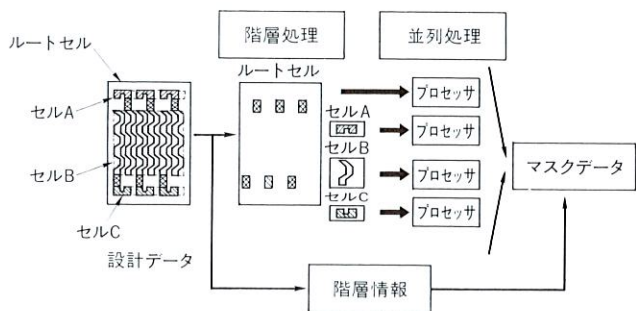 階層処理
並列処理
ルートセル
ルートセル
セルA
セルB
セルC
設計データ
セルA
セルB
セルC
プロセッサ
プロセッサ
プロセッサ
プロセッサ
マスクデータ
階層情報